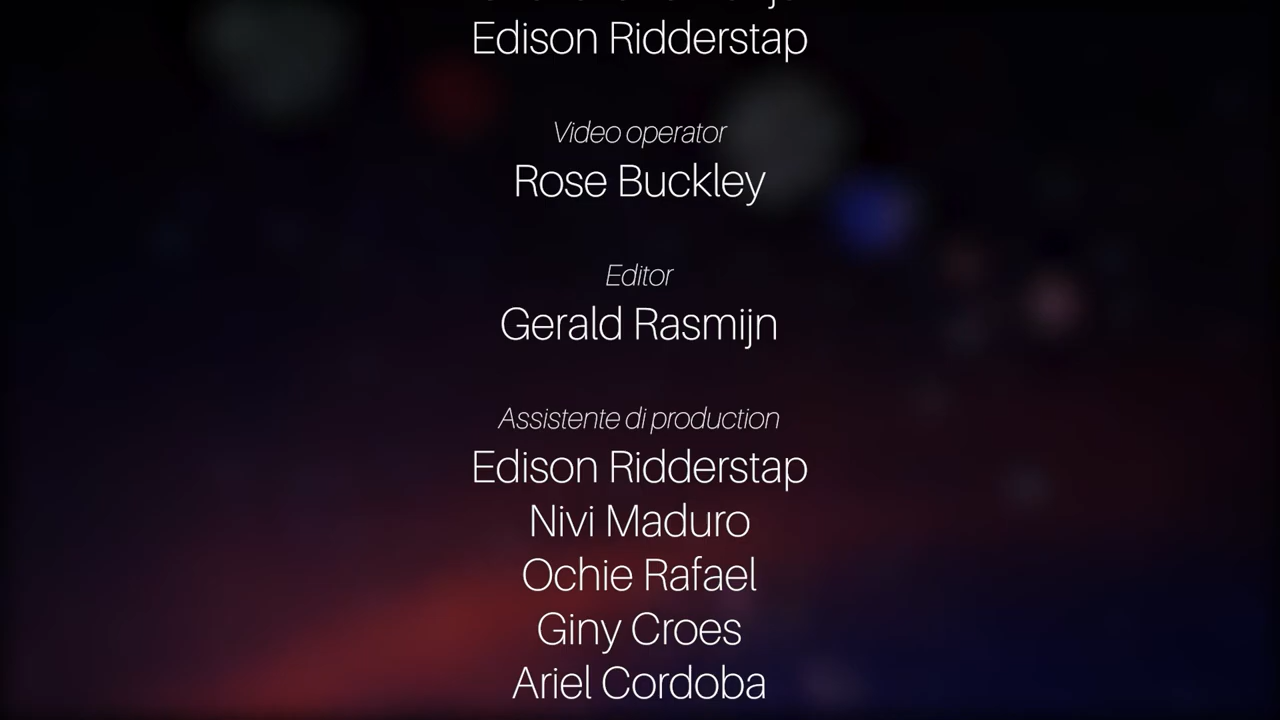 Edison Ridderstap
Video operator
Rose Buckley
Editor
Gerald Rasmijn
Assistente di production
Edison Ridderstap
Nivi Maduro
Ochie Rafael
Giny Croes
Ariel Cordoba